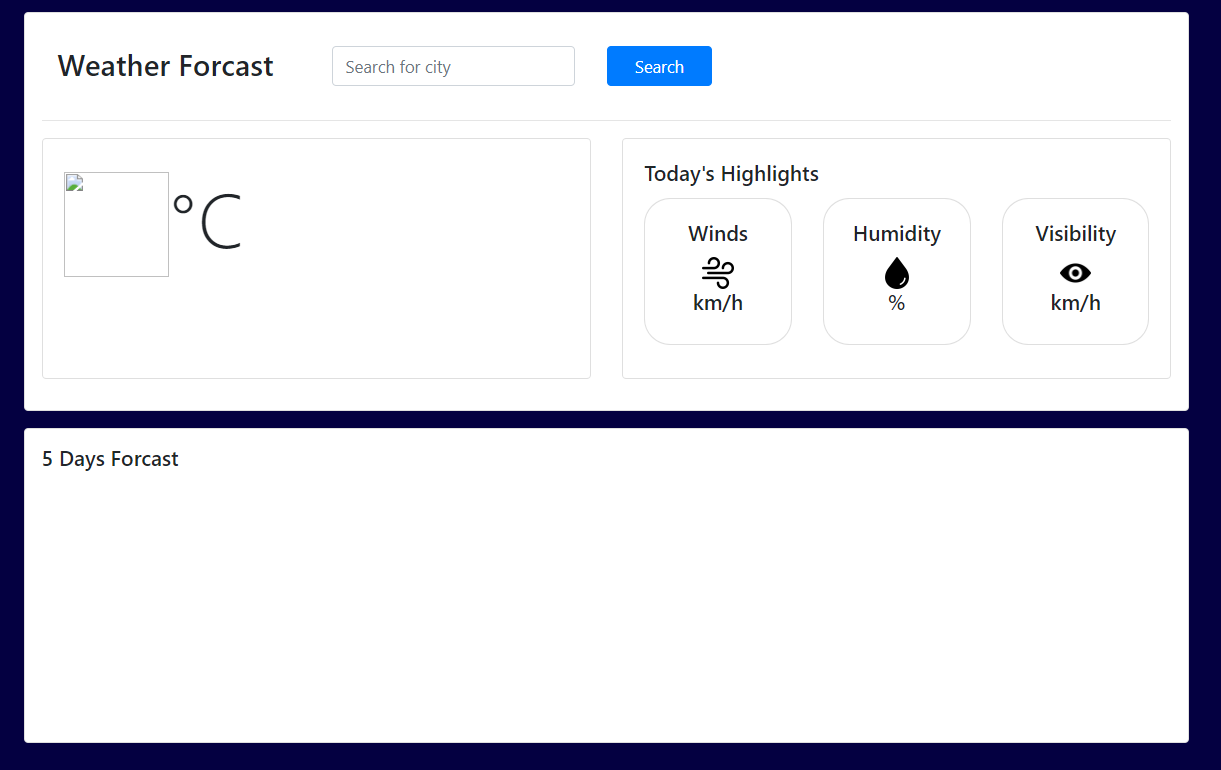 Weather Forcast
Search for city
Search
°C
Today's Highlights
Winds
km/h
Humidity
%
Visibility
km/h
5 Days Forcast